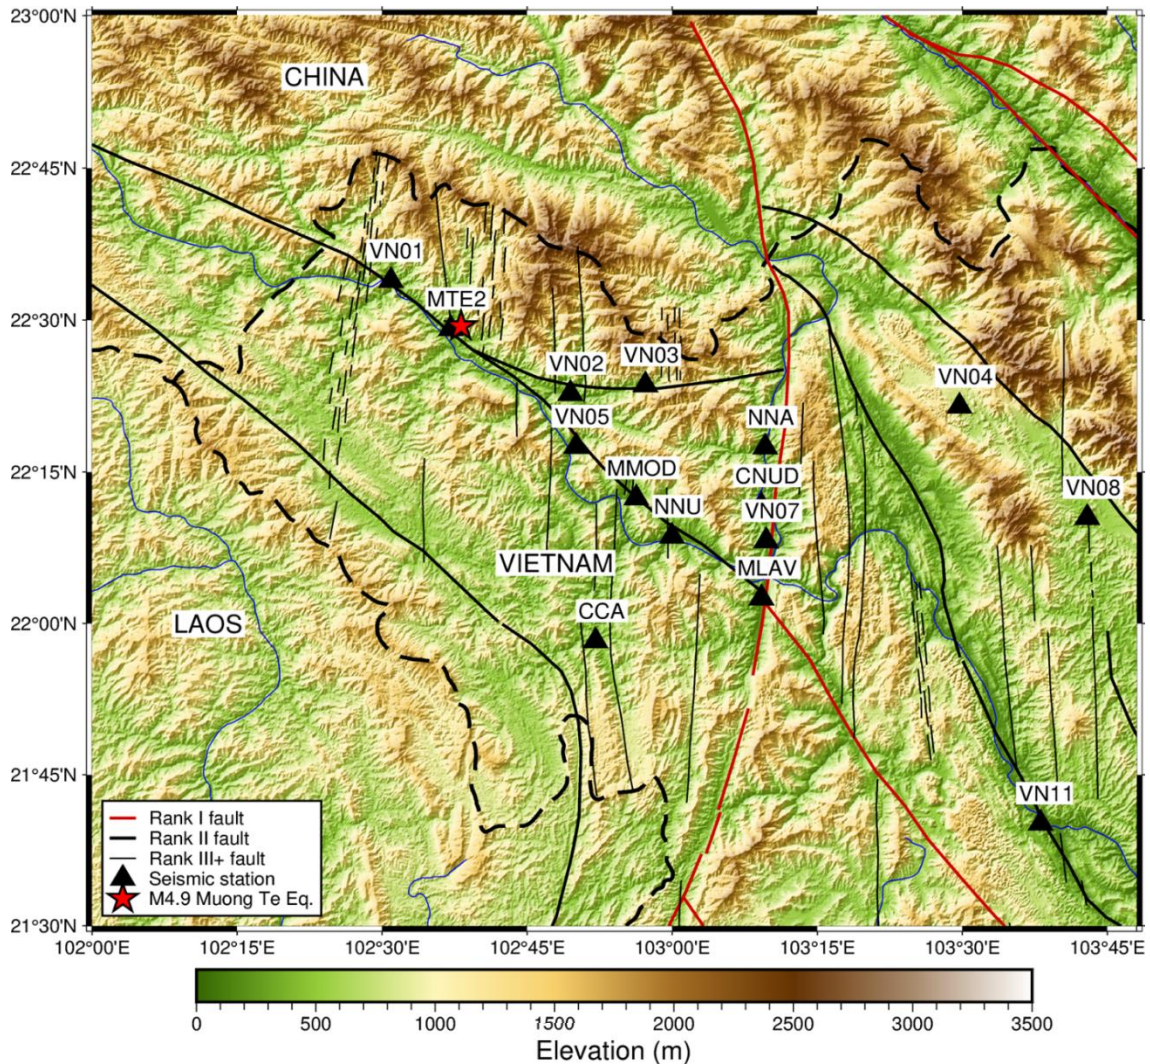 23°00'N
CHINA
22°45'N
VN01
MTE2
22°30'N
VN02
VN03
VN04
VN05
NNA
22°15'N
MMOD
CNUD
VN08
NNU
VN07
VIETNAM
MLAV
CCA
22°00'N
LAOS
21°45'N
VN11
Rank I fault
Rank II fault
Rank III+ fault
Seismic station
M4.9 Muong Te Eq.
21°30'N
102°00'E 102°15'E 102°30'E 102°45'E 103°00'E 103°15'E 103°30'E 103°45'E
0 500 1000 1500 2000 2500 3000 3500
Elevation (m)